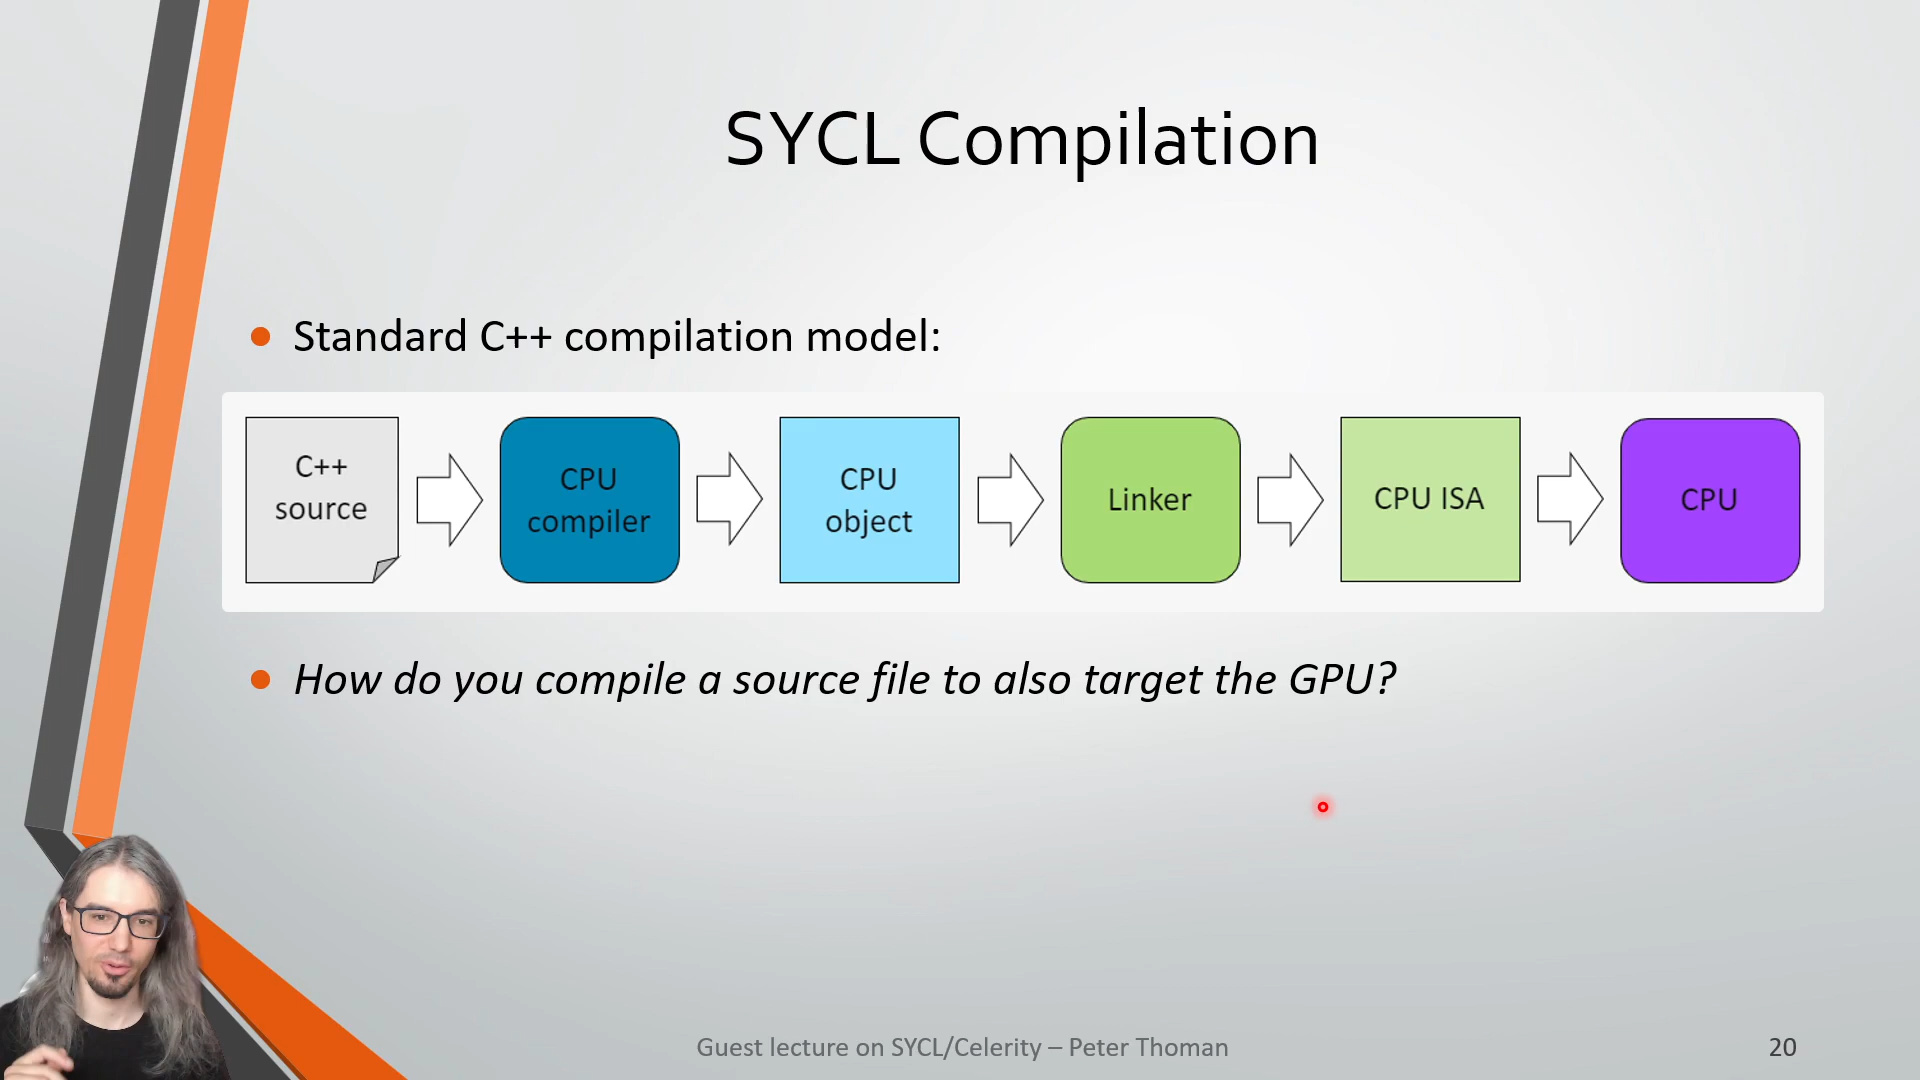 SYCL Compilation
Standard C++ compilation model:
C++
source
CPU
compiler
CPU
object
Linker
CPU ISA
CPU
How do you compile a source file to also target the GPU?
Guest lecture on SYCL/Celerity – Peter Thoman
20